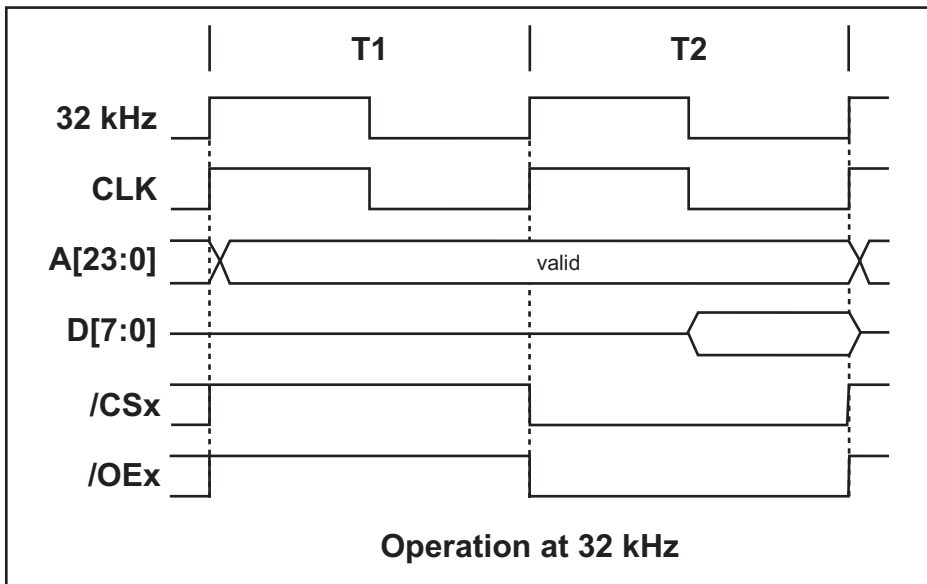 T1 T2
32 kHz
CLK
A[23:0] valid
D[7:0]
/CSx
/OEx
Operation at 32 kHz